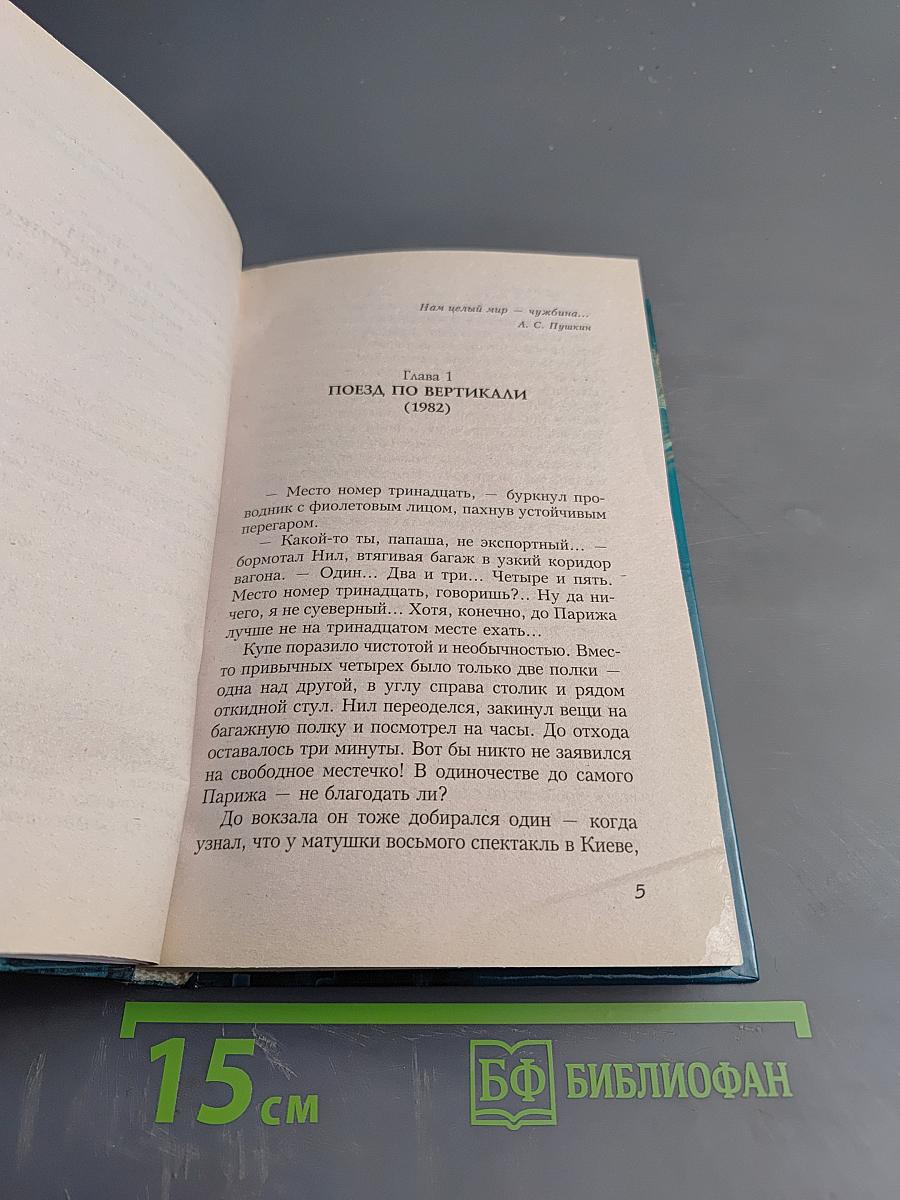 Нам целый мир — чужбина...
А. С. Пушкин
Глава 1
ПОЕЗД ПО ВЕРТИКАЛИ
(1982)
— Место номер тринадцать, — буркнул про-
водник с фиолетовым лицом, пахнув устойчивым
перегаром.
— Какой-то ты, папаша, не экспортный... —
бормотал Нил, втягивая багаж в узкий коридор
вагона. — Один... Два и три... Четыре и пять.
Место номер тринадцать, говоришь?.. Ну да ни-
чего, я не суеверный... Хотя, конечно, до Парижа
лучше не на тринадцатом месте ехать...
Купе поразило чистотой и необычностью. Вмес-
то привычных четырех было только две полки —
одна над другой, в углу справа столик и рядом
откидной стул. Нил переоделся, закинул вещи на
багажную полку и посмотрел на часы. До отхода
оставалось три минуты. Вот бы никто не заявился
на свободное местечко! В одиночестве до самого
Парижа — не благодать ли?
До вокзала он тоже добирался один — когда
узнал, что у матушки восьмого спектакль в Киеве,
5
15 см
БФ БИБЛИОФАН